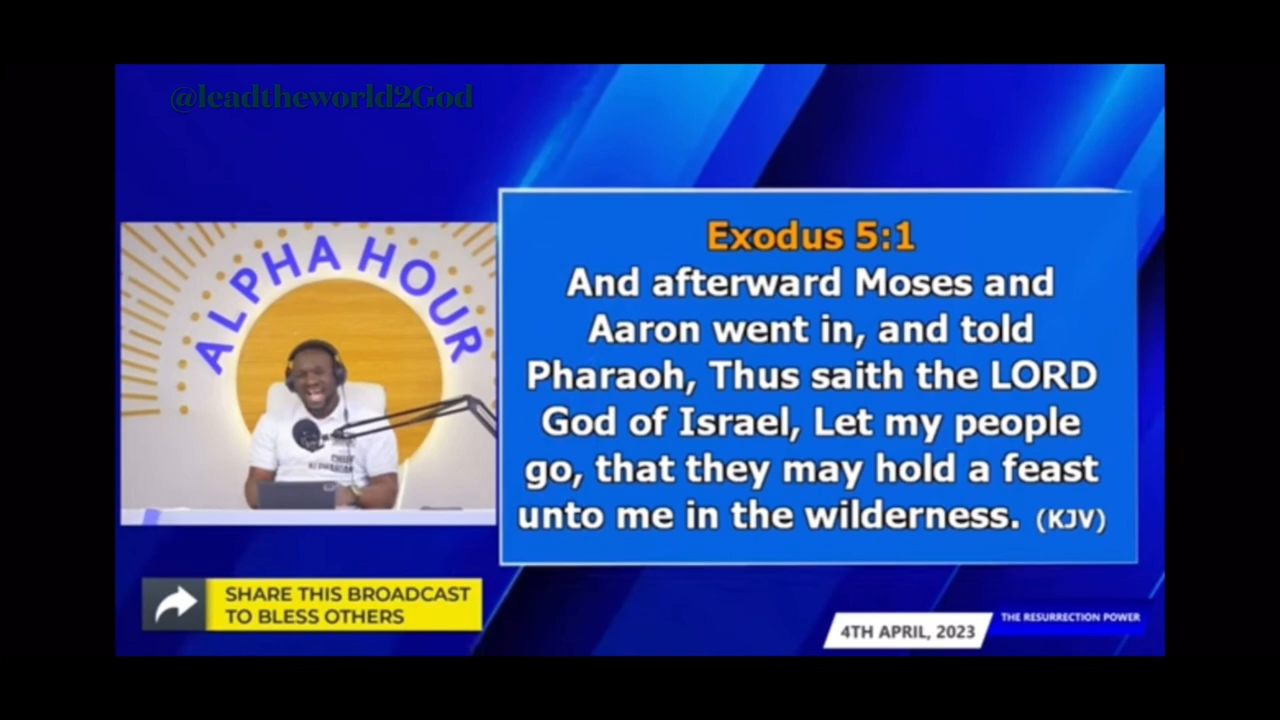 @leadtheworld2God
ALPHA HOUR
Exodus 5:1
And afterward Moses and
Aaron went in, and told
Pharaoh, Thus saith the LORD
God of Israel, Let my people
go, that they may hold a feast
unto me in the wilderness. (KJV)
SHARE THIS BROADCAST
TO BLESS OTHERS
4TH APRIL, 2023
THE RESURRECTION POWER